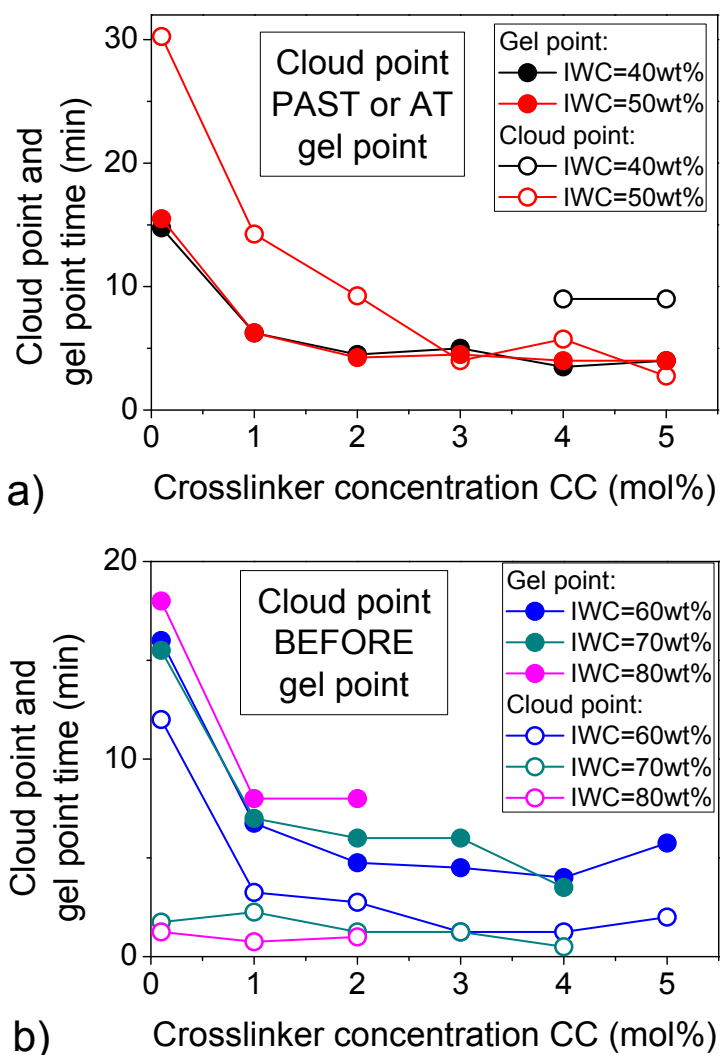 30
20
10
0
Cloud point and
gel point time (min)
Cloud point
PAST or AT
gel point
Gel point:
IWC=40wt%
IWC=50wt%
Cloud point:
IWC=40wt%
IWC=50wt%
0 1 2 3 4 5
a) Crosslinker concentration CC (mol%)
20
10
0
Cloud point and
gel point time (min)
Cloud point
BEFORE
gel point
Gel point:
IWC=60wt%
IWC=70wt%
IWC=80wt%
Cloud point:
IWC=60wt%
IWC=70wt%
IWC=80wt%
0 1 2 3 4 5
b) Crosslinker concentration CC (mol%)